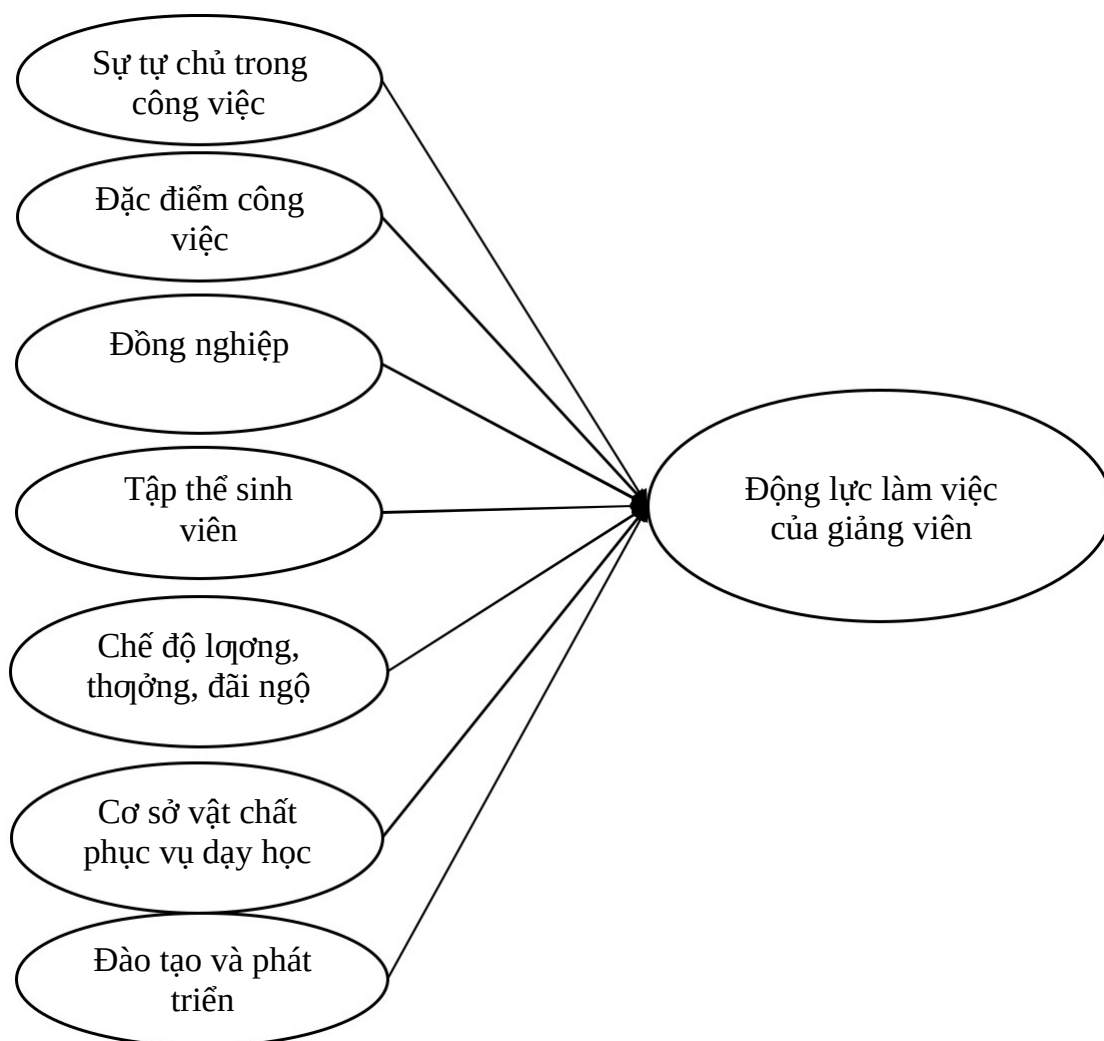 Sự tự chủ trong
công việc
Đặc điểm công
việc
Đồng nghiệp
Tập thể sinh
viên
Động lực làm việc
của giảng viên
Chế độ lƣơng,
thƣởng, đãi ngộ
Cơ sở vật chất
phục vụ dạy học
Đào tạo và phát
triển